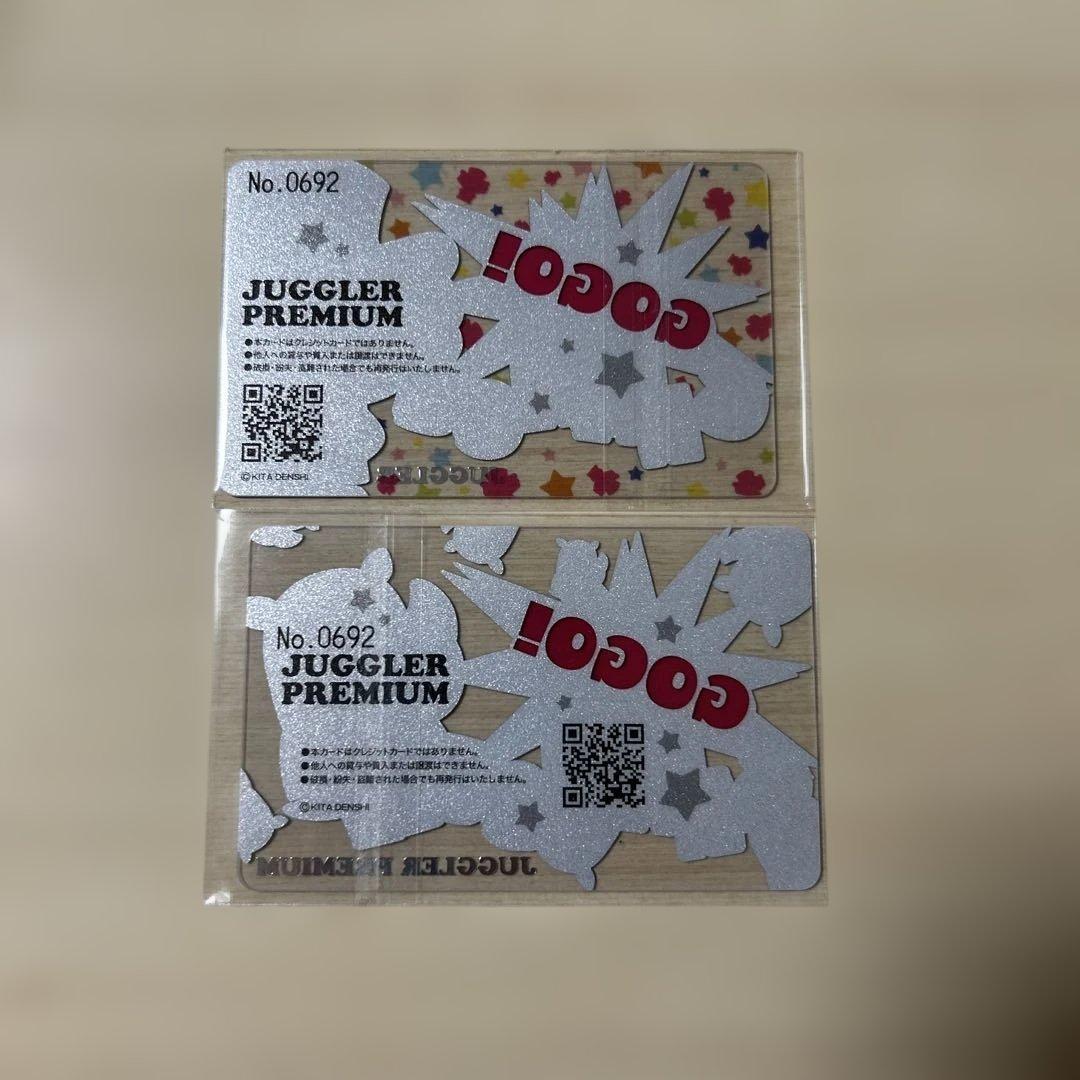 No.0692
GOGO!
JUGGLER
PREMIUM
●本カードはクレジットカードではありません。
●他人への貸与や質入または譲渡はできません。
●破損・紛失・盗難された場合でも再発行はいたしません。
©KITA DENSHI
JUGGLER
GOGO!
No.0692
JUGGLER
PREMIUM
●本カードはクレジットカードではありません。
●他人への貸与や質入または譲渡はできません。
●破損・紛失・盗難された場合でも再発行はいたしません。
©KITA DENSHI
JUGGLER PREMIUM